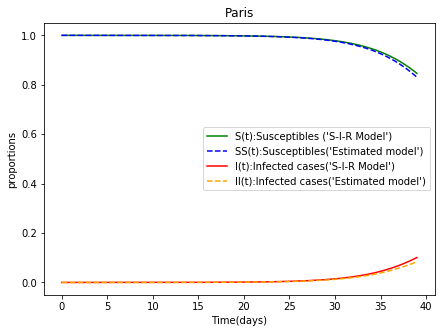 Paris
1.0
0.8
0.6
0.4
0.2
0.0
proportions
S(t):Susceptibles ('S-I-R Model')
SS(t):Susceptibles('Estimated model')
I(t):Infected cases('S-I-R Model')
II(t):Infected cases('Estimated model')
0 5 10 15 20 25 30 35 40
Time(days)